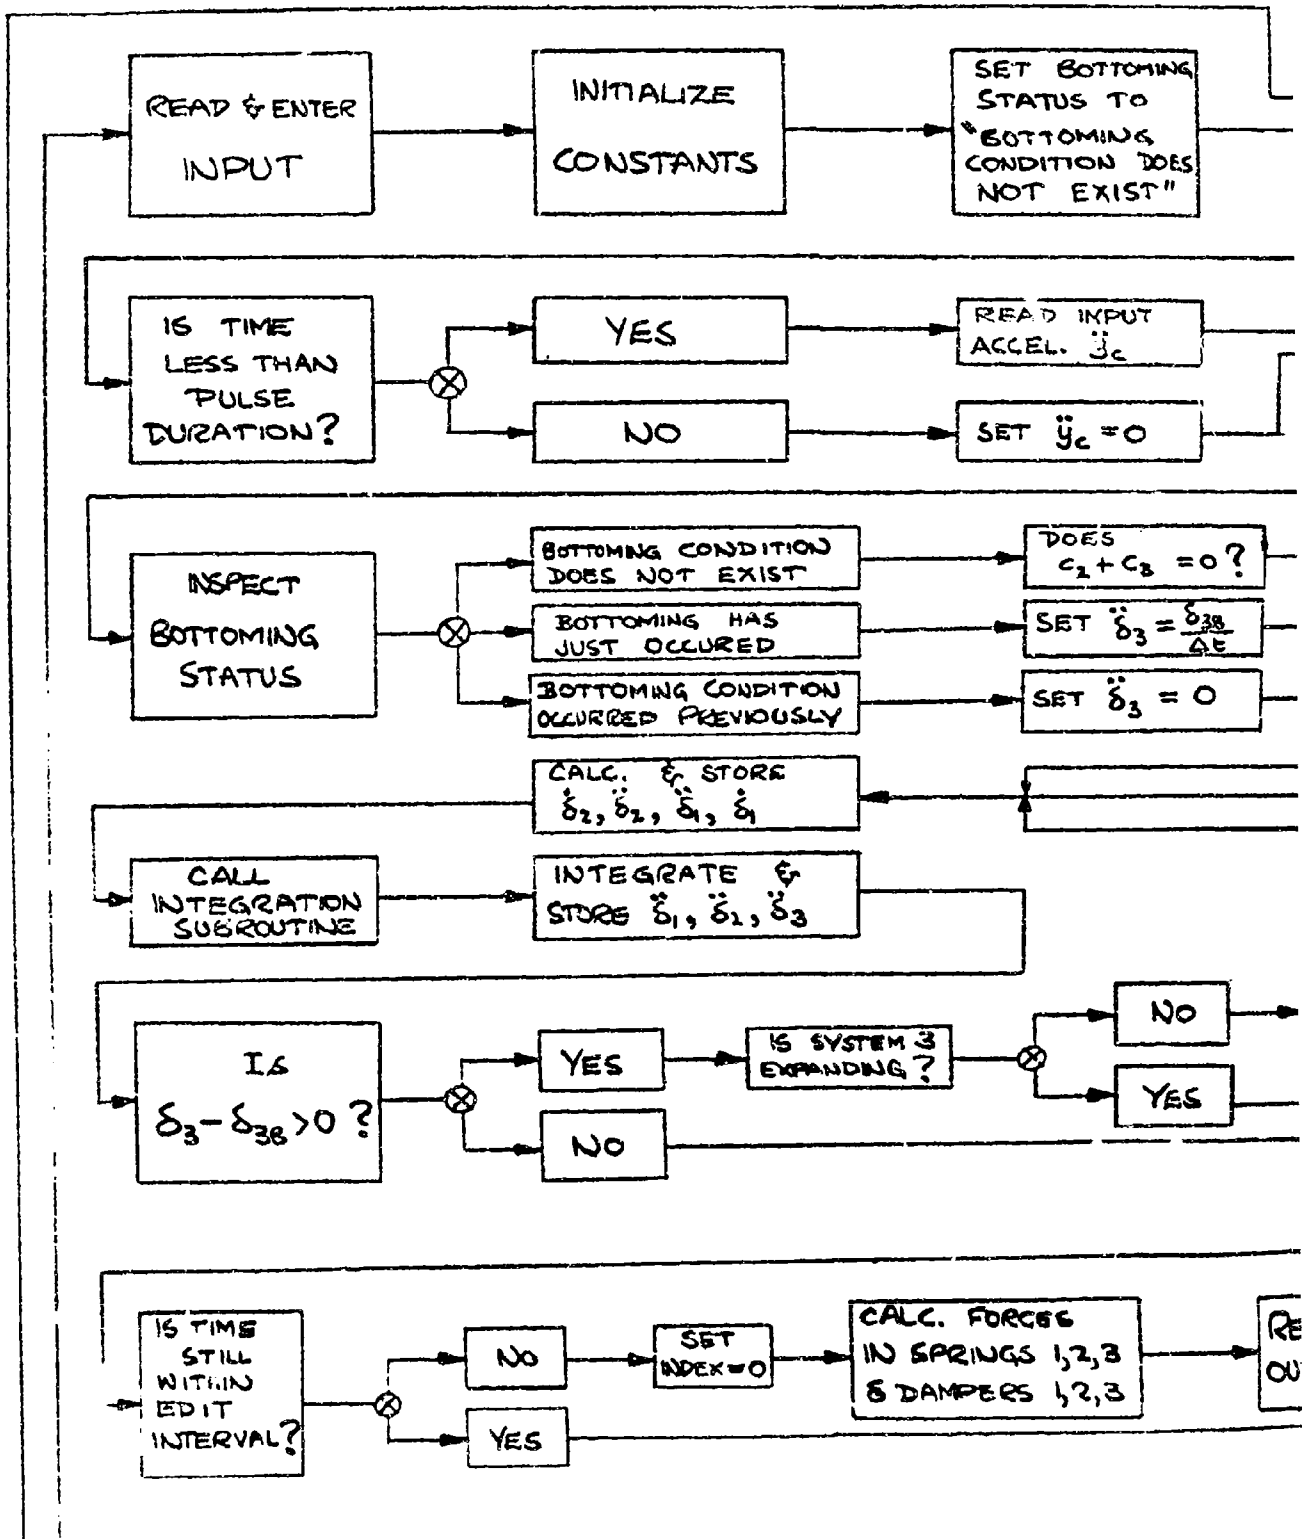 READ & ENTER
INPUT
INITIALIZE
CONSTANTS
SET BOTTOMING
STATUS TO
"BOTTOMING
CONDITION DOES
NOT EXIST"
IS TIME
LESS THAN
PULSE
DURATION?
YES
READ INPUT
ACCEL. ÿc
NO
SET ÿc = 0
INSPECT
BOTTOMING
STATUS
BOTTOMING CONDITION
DOES NOT EXIST
DOES
C₂ + C₃ = 0 ?
BOTTOMING HAS
JUST OCCURED
SET δ̈₃ = δ̇₃B
Δt
BOTTOMING CONDITION
OCCURRED PREVIOUSLY
SET δ̈₃ = 0
CALC. & STORE
δ̇₂, δ̈₂, δ̈₁, δ̇₁
CALL
INTEGRATION
SUBROUTINE
INTEGRATE &
STORE δ̈₁, δ̈₂, δ̈₃
IS
δ₃ - δ₃B > 0 ?
YES
IS SYSTEM 3
EXPANDING ?
NO
YES
NO
IS TIME
STILL
WITHIN
EDIT
INTERVAL?
NO
SET
INDEX = 0
CALC. FORCES
IN SPRINGS 1,2,3
& DAMPERS 1,2,3
RE
OU
YES